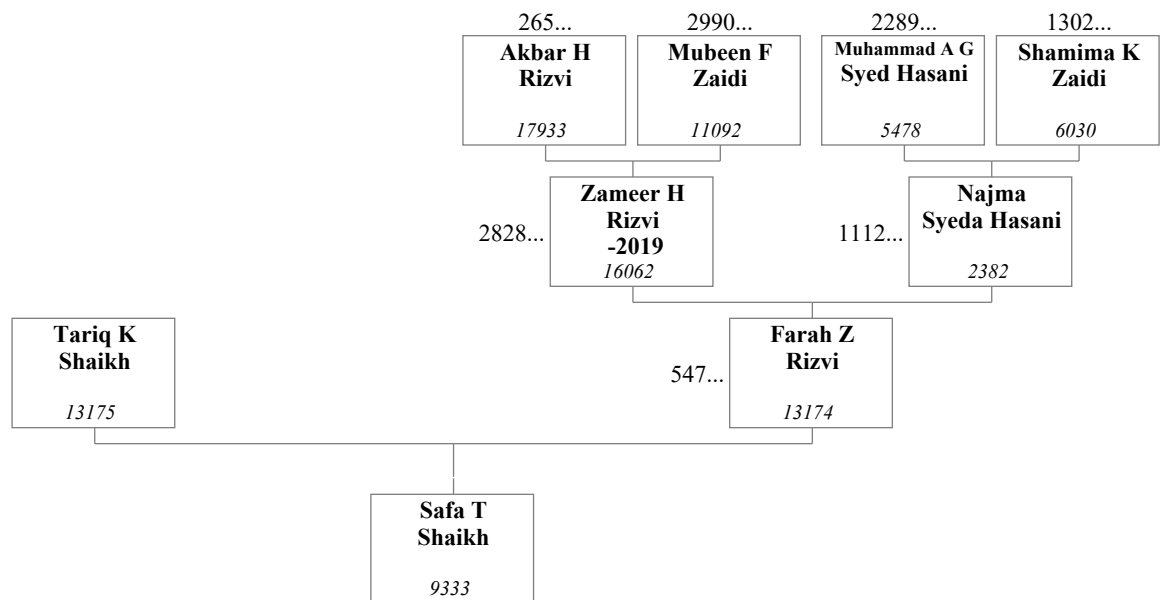 265...
2990...
2289...
1302...
Akbar H
Rizvi
17933
Mubeen F
Zaidi
11092
Muhammad A G
Syed Hasani
5478
Shamima K
Zaidi
6030
2828...
Zameer H
Rizvi
-2019
16062
1112...
Najma
Syeda Hasani
2382
Tariq K
Shaikh
13175
547...
Farah Z
Rizvi
13174
Safa T
Shaikh
9333